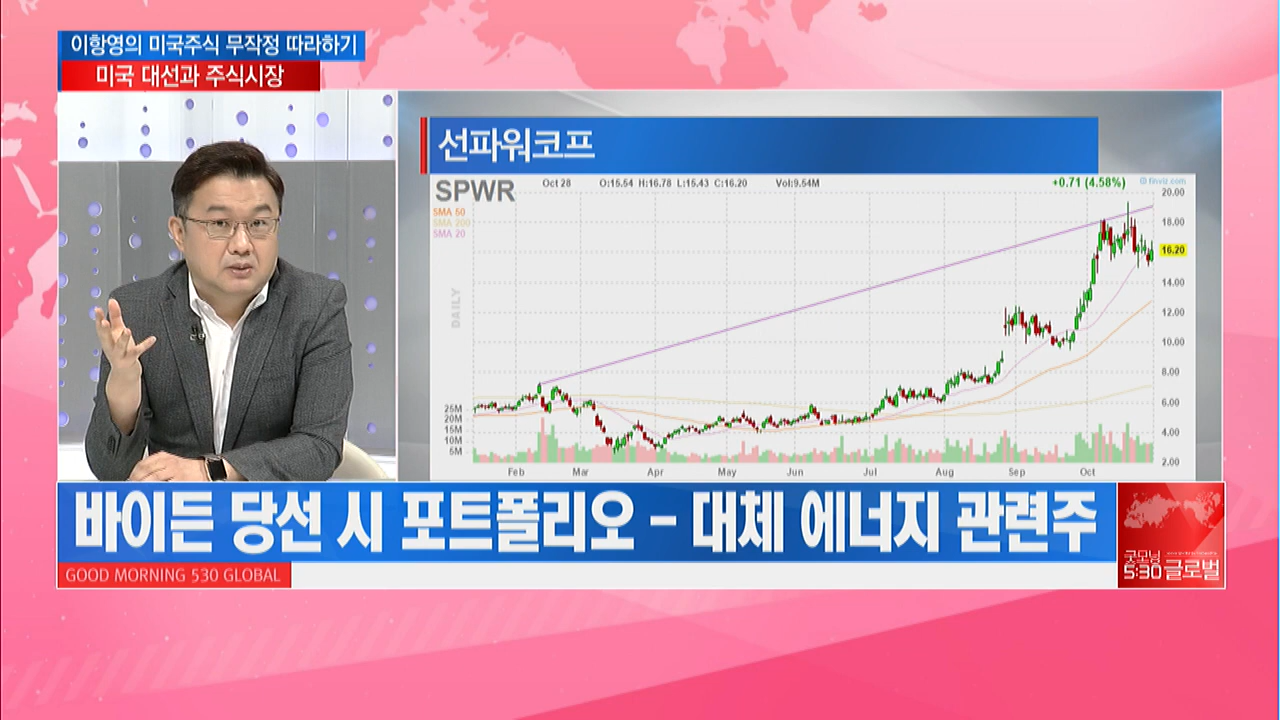 이항영의 미국주식 무작정 따라하기
미국 대선과 주식시장
선파워코프
SPWR
Oct 28 O:15.54 H:16.78 L:15.43 C:16.20 Vol:9.54M +0.71 (4.58%) © finviz.com
SMA 50
SMA 200
SMA 20
DAILY
20.00
18.00
16.20
14.00
12.00
10.00
8.00
6.00
4.00
2.00
25M
20M
15M
10M
5M
Feb Mar Apr May Jun Jul Aug Sep Oct
바이든 당선 시 포트폴리오 - 대체 에너지 관련주
GOOD MORNING 530 GLOBAL
굿모닝
5:30 글로벌